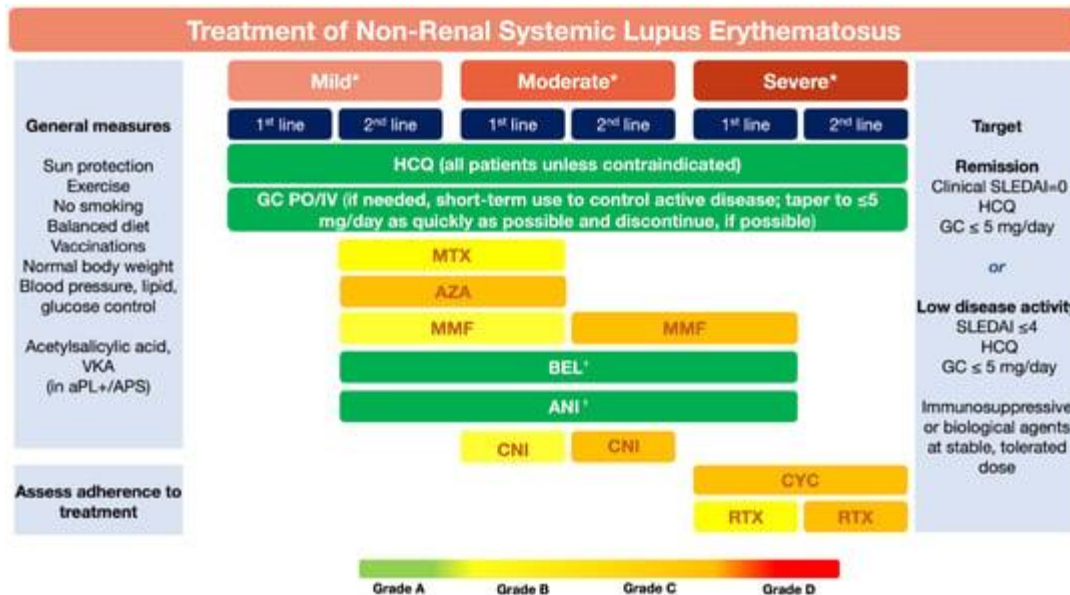 Treatment of Non-Renal Systemic Lupus Erythematosus
General measures
Sun protection
Exercise
No smoking
Balanced diet
Vaccinations
Normal body weight
Blood pressure, lipid,
glucose control
Acetylsalicylic acid,
VKA
(in aPL+/APS)
Assess adherence to
treatment
Mild* Moderate* Severe*
1st line 2nd line 1st line 2nd line 1st line 2nd line
HCQ (all patients unless contraindicated)
GC PO/IV (if needed, short-term use to control active disease; taper to ≤5
mg/day as quickly as possible and discontinue, if possible)
MTX
AZA
MMF MMF
BEL+
ANI+
CNI CNI
CYC
RTX RTX
Target
Remission
Clinical SLEDAI=0
HCQ
GC ≤ 5 mg/day
or
Low disease activity
SLEDAI ≤4
HCQ
GC ≤ 5 mg/day
Immunosuppressive
or biological agents
at stable, tolerated
dose
Grade A Grade B Grade C Grade D